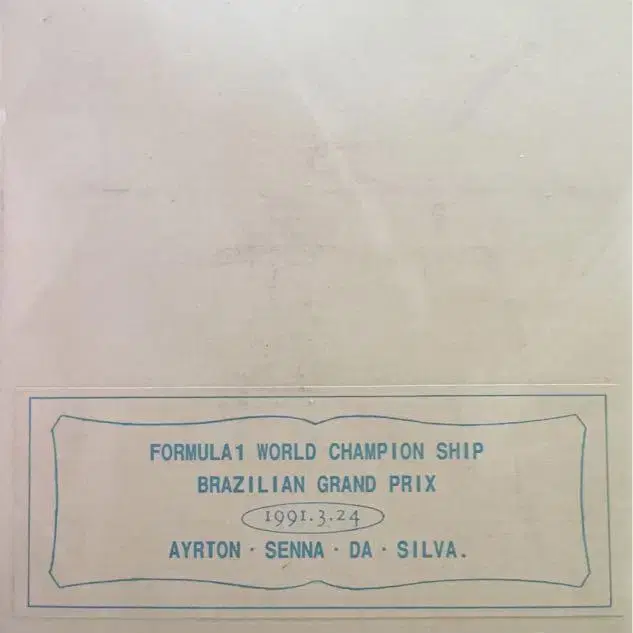 FORMULA1 WORLD CHAMPION SHIP
BRAZILIAN GRAND PRIX
1991.3.24
AYRTON · SENNA · DA · SILVA.